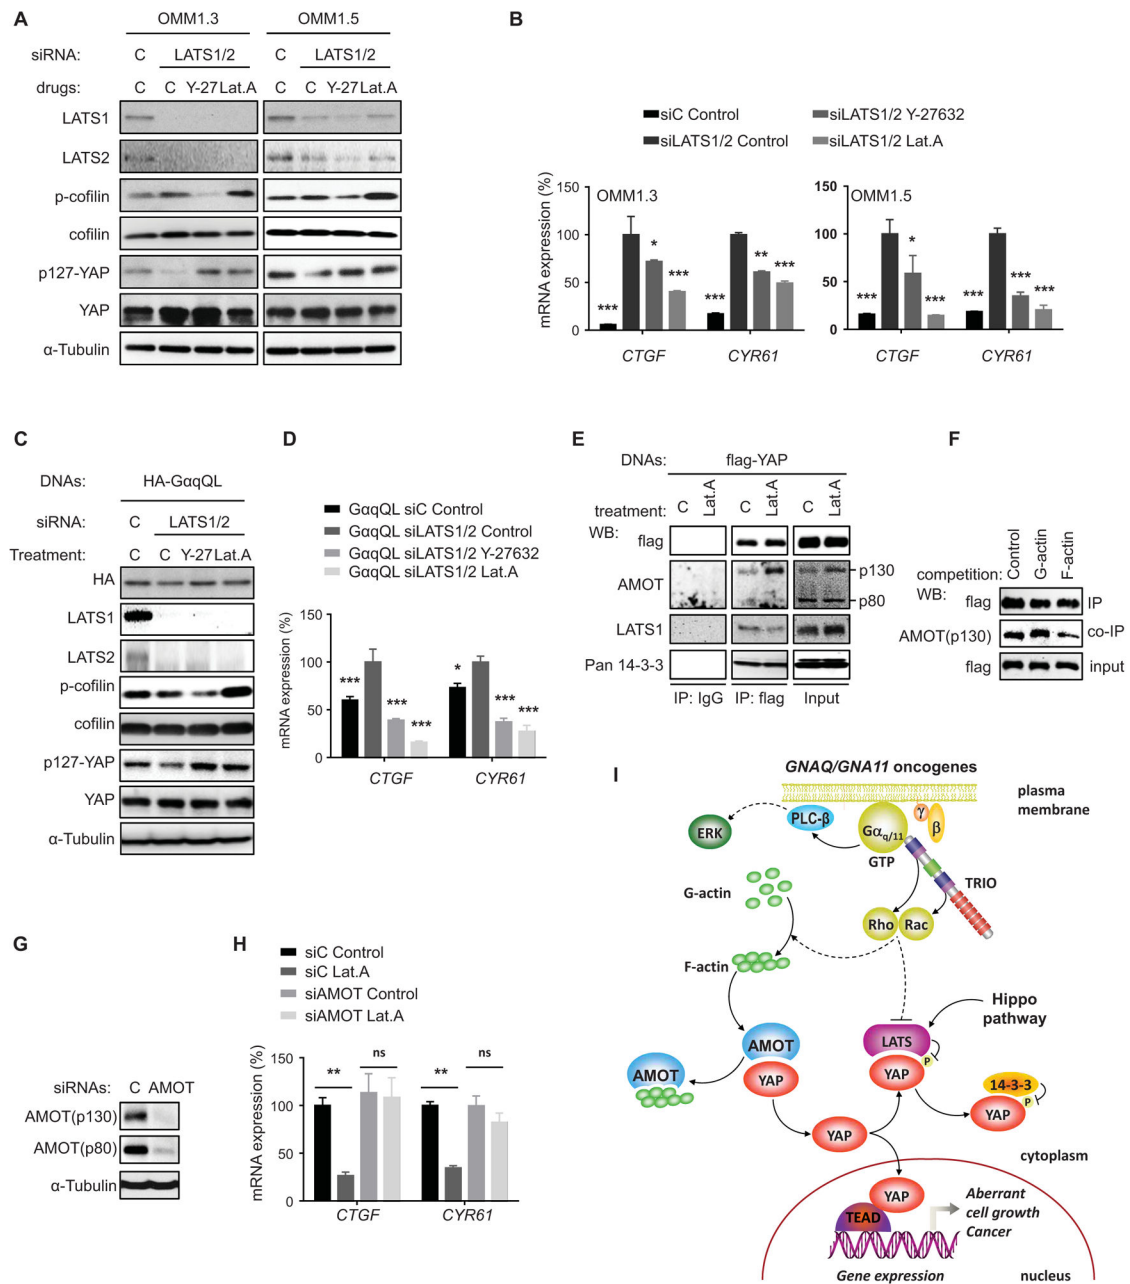 A
OMM1.3 OMM1.5
siRNA: C LATS1/2 C LATS1/2
drugs: C C Y-27 Lat.A C C Y-27 Lat.A
LATS1
LATS2
p-cofilin
cofilin
p127-YAP
YAP
α-Tubulin
B
siC Control siLATS1/2 Y-27632
siLATS1/2 Control siLATS1/2 Lat.A
mRNA expression (%)
150
100
50
0
OMM1.3
*** * *** *** ** ***
CTGF CYR61
150
100
50
0
OMM1.5
*** * *** *** *** ***
CTGF CYR61
C
DNAs: HA-GαqQL
siRNA: C LATS1/2
Treatment: C C Y-27 Lat.A
HA
LATS1
LATS2
p-cofilin
cofilin
p127-YAP
YAP
α-Tubulin
D
GαqQL siC Control
GαqQL siLATS1/2 Control
GαqQL siLATS1/2 Y-27632
GαqQL siLATS1/2 Lat.A
mRNA expression (%)
150
100
50
0
*** *** *** * *** ***
CTGF CYR61
E
DNAs: flag-YAP
treatment: C Lat.A C Lat.A C Lat.A
WB:
flag
AMOT
p130
p80
LATS1
Pan 14-3-3
IP: IgG IP: flag Input
F
competition: Control G-actin F-actin
WB:
flag IP
AMOT(p130) co-IP
flag input
G
siRNAs: C AMOT
AMOT(p130)
AMOT(p80)
α-Tubulin
H
siC Control
siC Lat.A
siAMOT Control
siAMOT Lat.A
mRNA expression (%)
150
100
50
0
** ns ** ns
CTGF CYR61
I
GNAQ/GNA11 oncogenes
plasma
membrane
ERK
PLC-β
Gαq/11
GTP
γ
β
TRIO
G-actin
Rho Rac
F-actin
Hippo
pathway
AMOT
YAP
LATS
P
YAP
AMOT
14-3-3
P
YAP
YAP
cytoplasm
YAP
TEAD
Aberrant
cell growth
Cancer
Gene expression
nucleus